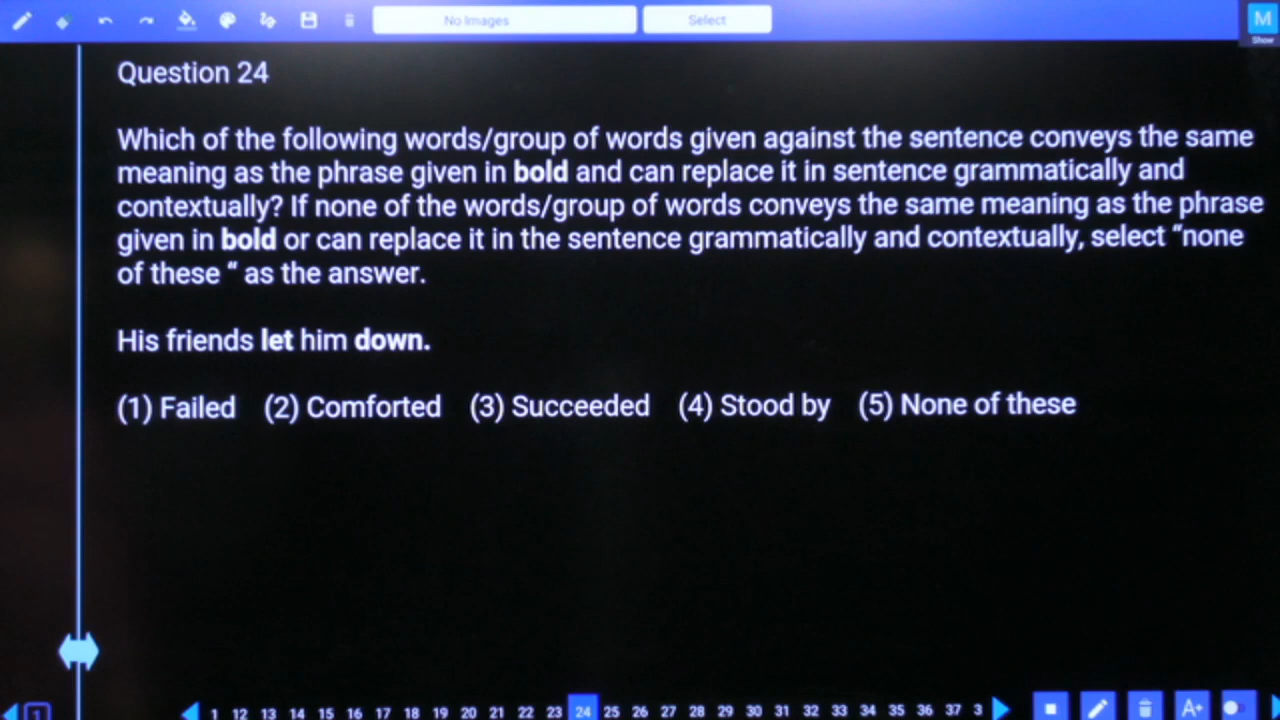 No Images Select M
Show
Question 24
Which of the following words/group of words given against the sentence conveys the same
meaning as the phrase given in bold and can replace it in sentence grammatically and
contextually? If none of the words/group of words conveys the same meaning as the phrase
given in bold or can replace it in the sentence grammatically and contextually, select “none
of these “ as the answer.
His friends let him down.
(1) Failed (2) Comforted (3) Succeeded (4) Stood by (5) None of these
1 1 12 13 14 15 16 17 18 19 20 21 22 23 24 25 26 27 28 29 30 31 32 33 34 35 36 37 3 A+